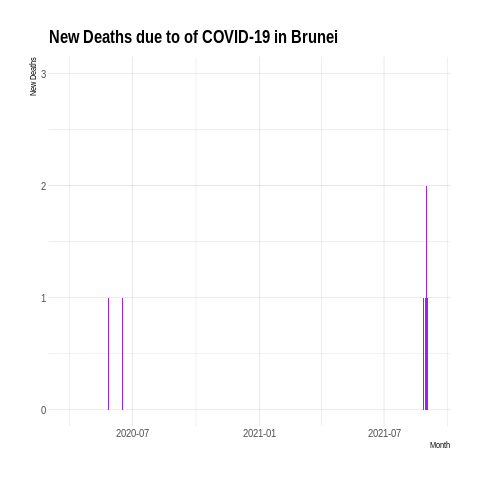 New Deaths due to of COVID-19 in Brunei
New Deaths
3
2
1
0
2020-07 2021-01 2021-07
Month